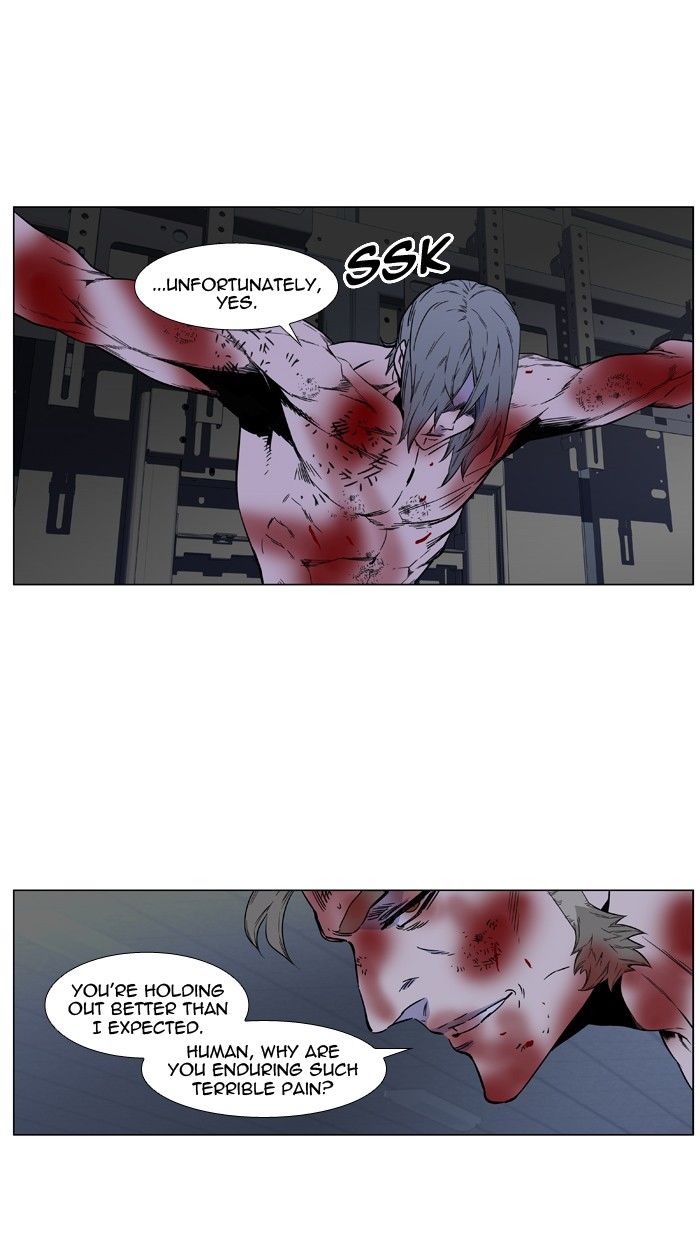 ...UNFORTUNATELY,
YES.
SSK
YOU'RE HOLDING
OUT BETTER THAN
I EXPECTED.
HUMAN, WHY ARE
YOU ENDURING SUCH
TERRIBLE PAIN?